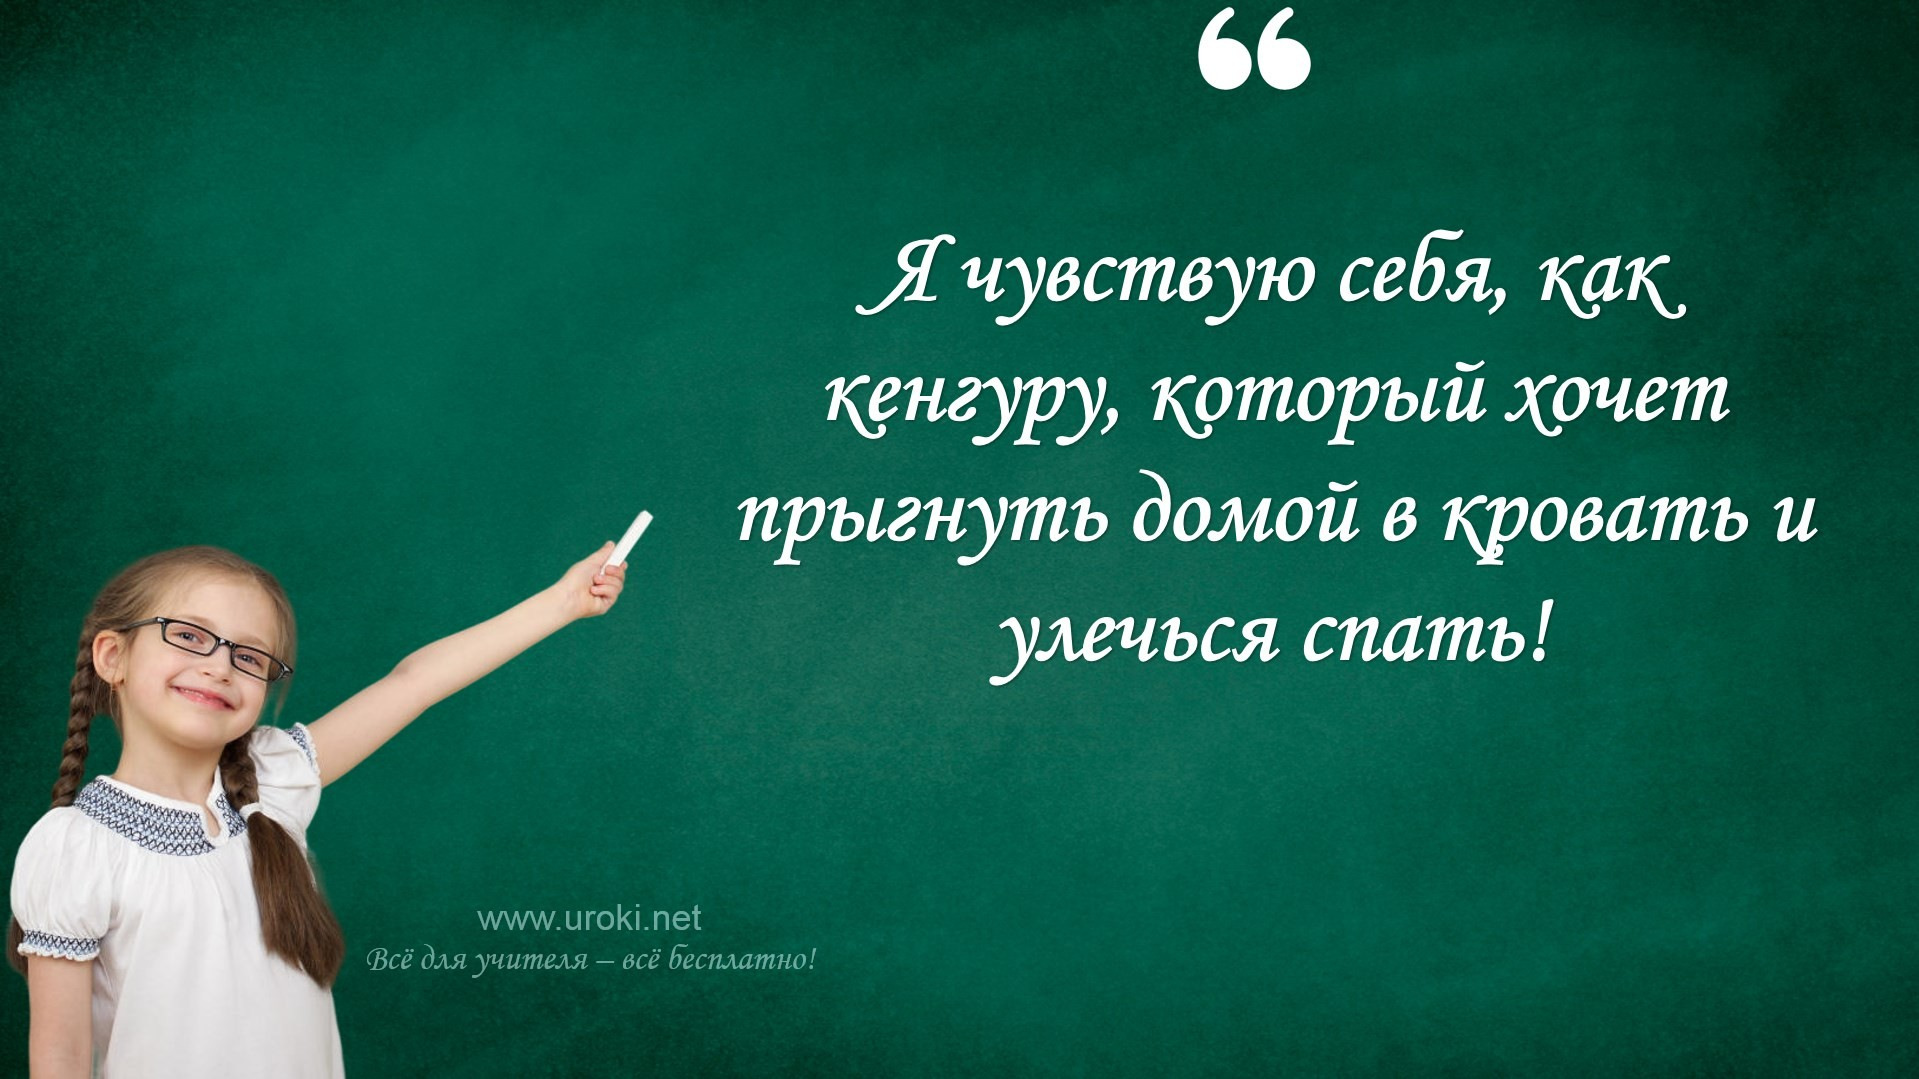 “
Я чувствую себя, как
кенгуру, который хочет
прыгнуть домой в кровать и
улечься спать!
www.uroki.net
Всё для учителя – всё бесплатно!